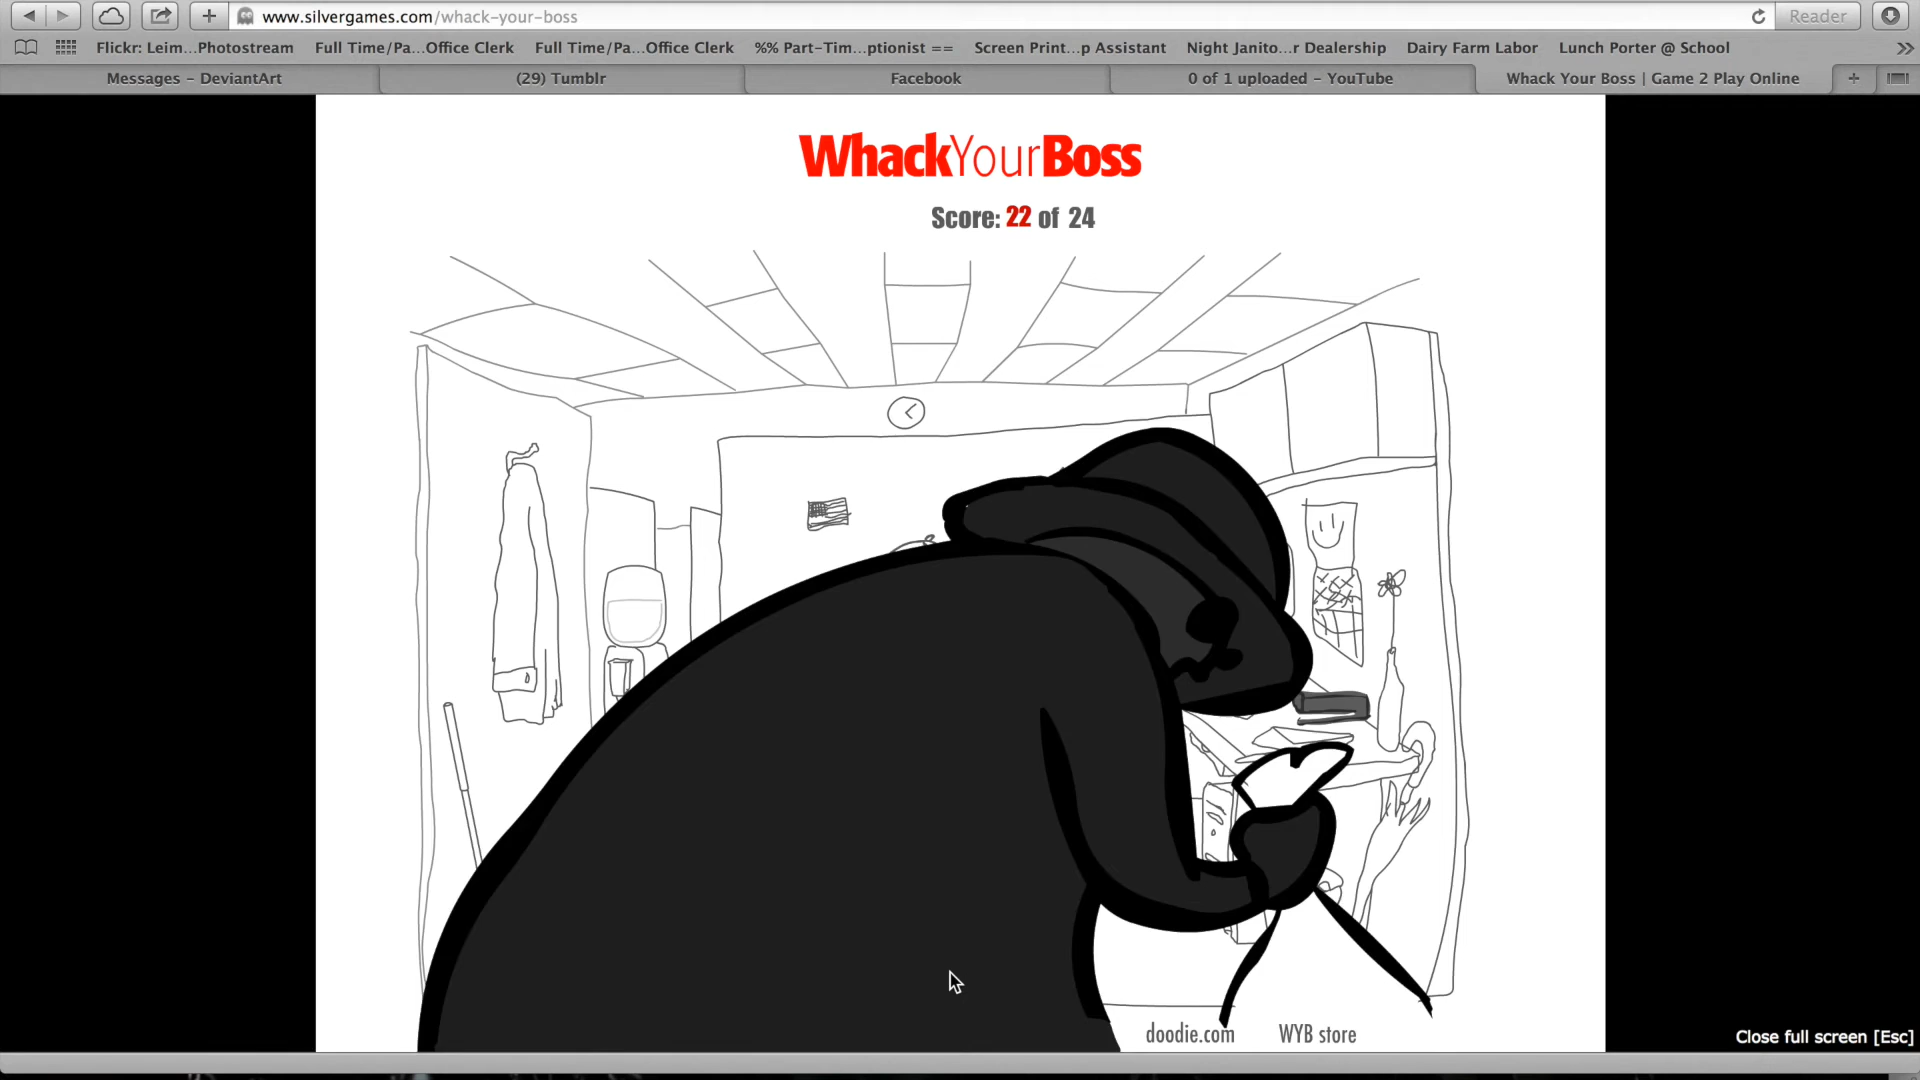 www.silvergames.com/whack-your-boss
Reader
Flickr: Leim...Photostream Full Time/Pa...Office Clerk Full Time/Pa...Office Clerk %% Part-Tim...ptionist == Screen Print...p Assistant Night Janito...r Dealership Dairy Farm Labor Lunch Porter @ School
Messages – DeviantArt (29) Tumblr Facebook 0 of 1 uploaded – YouTube Whack Your Boss | Game 2 Play Online
WhackYourBoss
Score: 22 of 24
doodie.com WYB store
Close full screen [Esc]